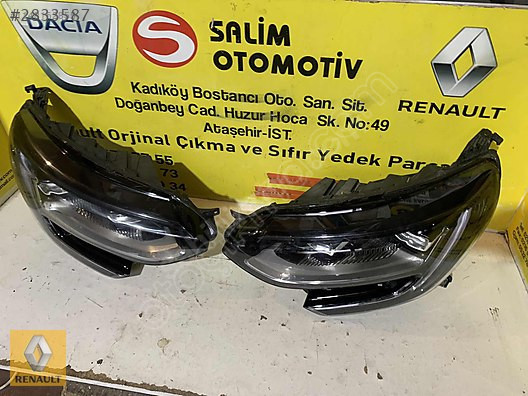 #2833587
DACIA
S
SALİM
OTOMOTİV
RENAULT
Kadıköy Bostancı Oto. San. Sit.
Doğanbey Cad. Huzur Hoca Sk. No:49
Ataşehir-İST.
Orjinal Çıkma ve Sıfır Yedek Parça
55
73
34
RENAULT